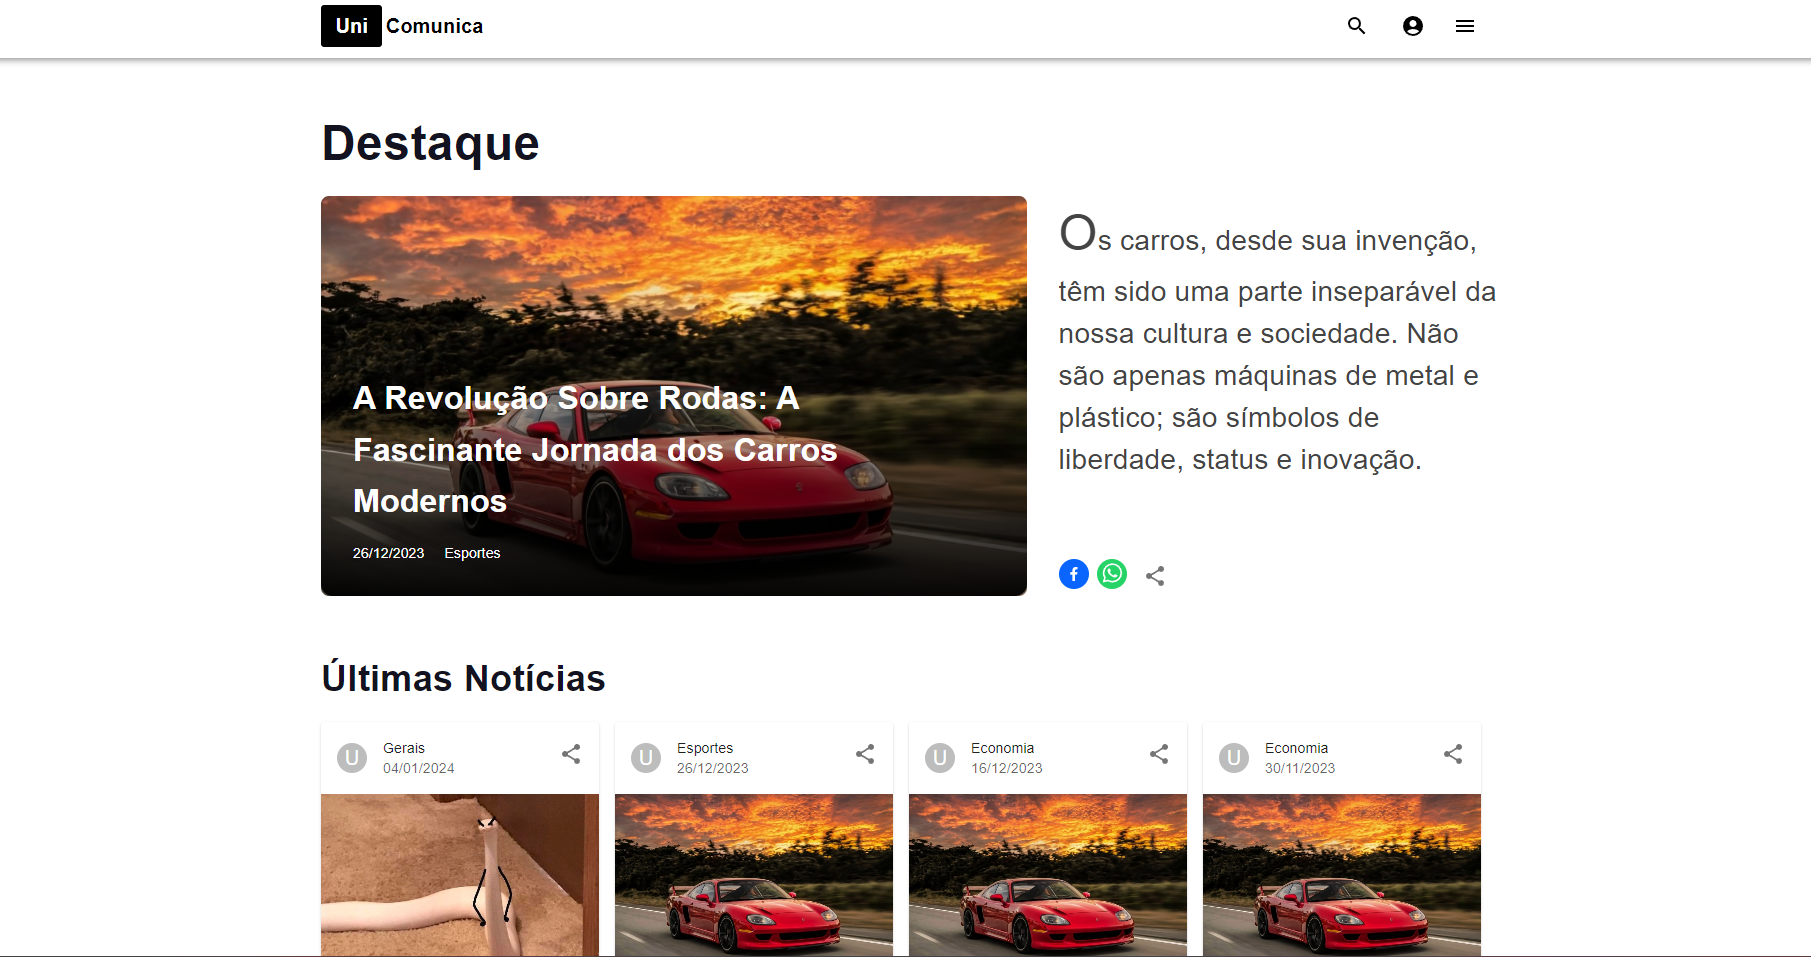 Uni Comunica
Destaque
A Revolução Sobre Rodas: A
Fascinante Jornada dos Carros
Modernos
26/12/2023 Esportes
Os carros, desde sua invenção,
têm sido uma parte inseparável da
nossa cultura e sociedade. Não
são apenas máquinas de metal e
plástico; são símbolos de
liberdade, status e inovação.
Últimas Notícias
U
Gerais
04/01/2024
U
Esportes
26/12/2023
U
Economia
16/12/2023
U
Economia
30/11/2023